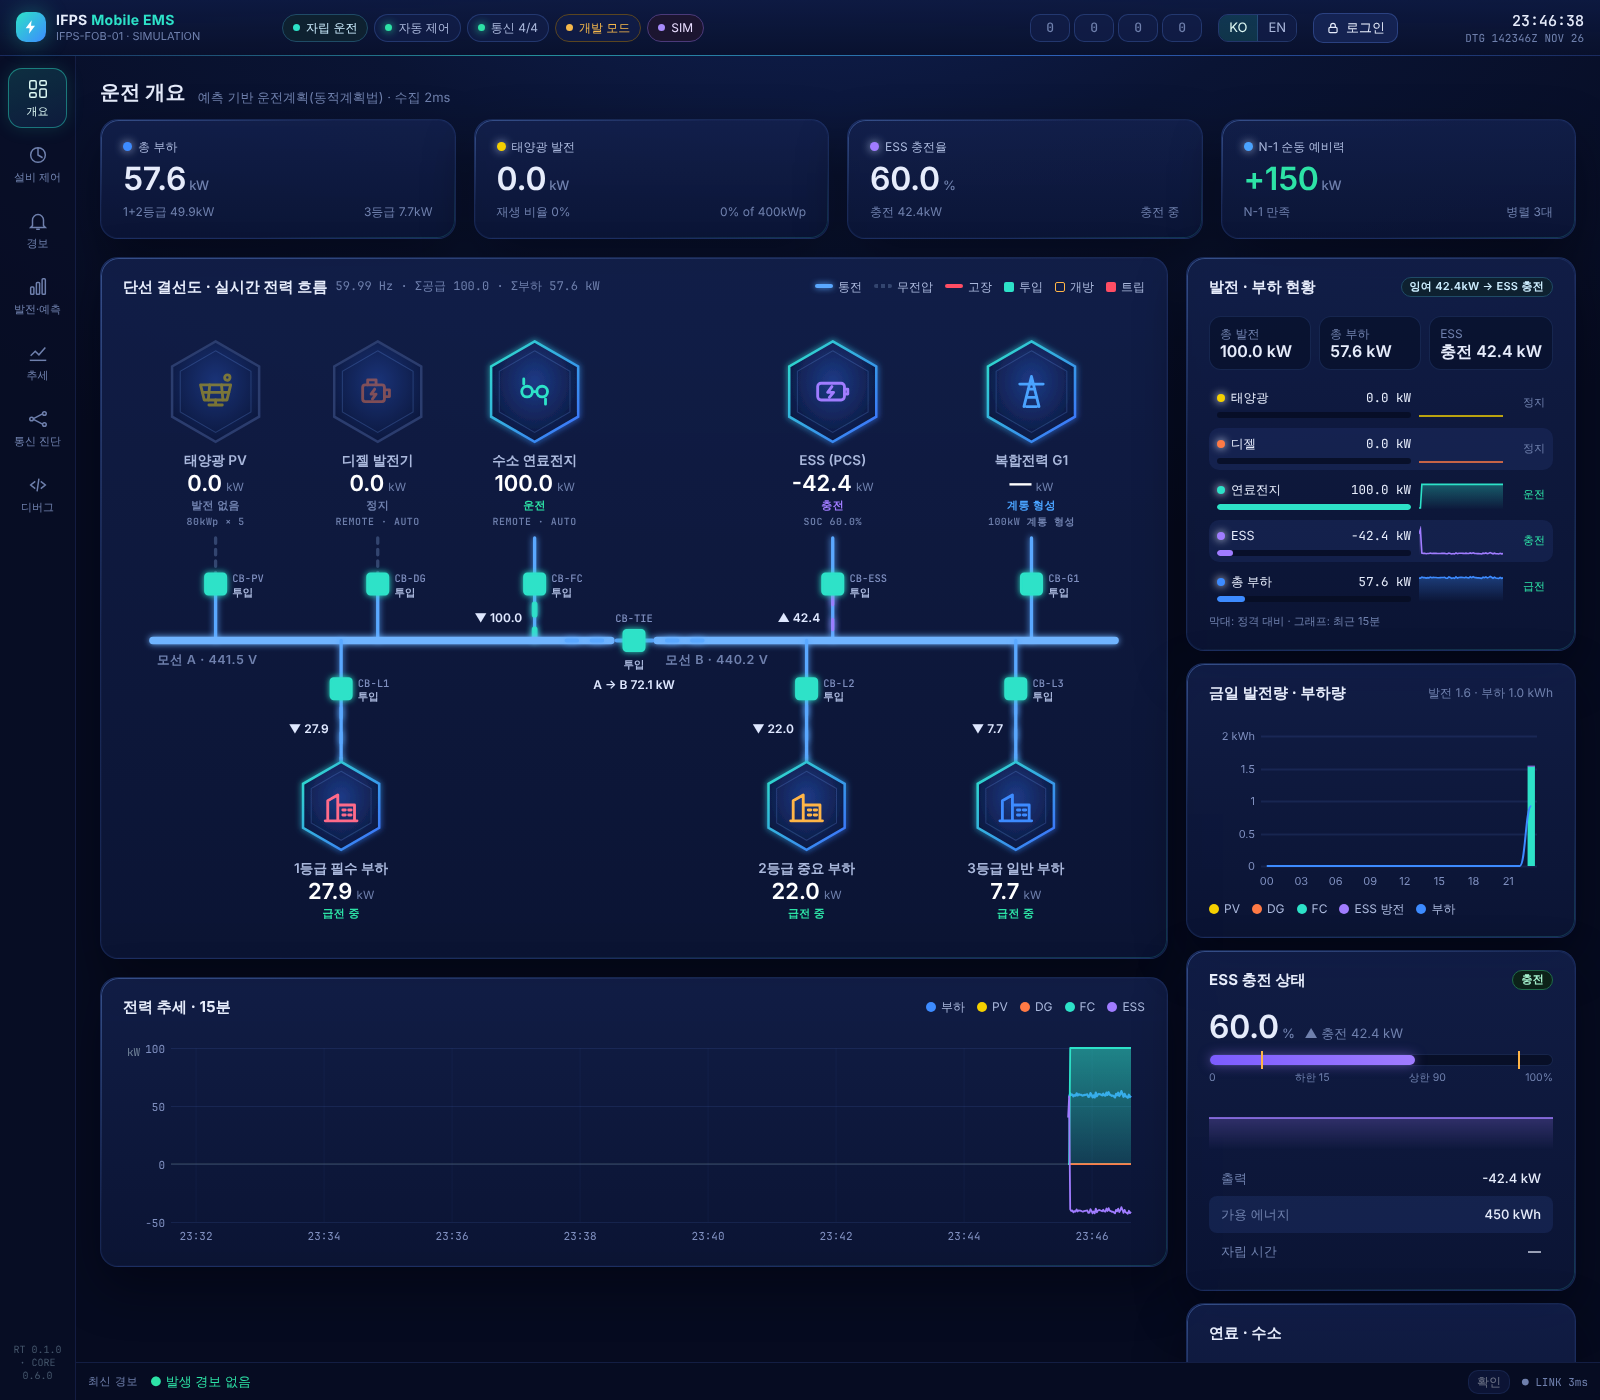 IFPS Mobile EMS
IFPS-FOB-01 · SIMULATION
자립 운전
자동 제어
통신 4/4
개발 모드
SIM
0
0
0
0
KO
EN
로그인
23:46:38
DTG 142346Z NOV 26
개요
설비 제어
경보
발전·예측
추세
통신 진단
디버그
RT 0.1.0
· CORE
0.6.0
운전 개요
예측 기반 운전계획(동적계획법) · 수집 2ms
총 부하
57.6 kW
1+2등급 49.9kW
3등급 7.7kW
태양광 발전
0.0 kW
재생 비율 0%
0% of 400kWp
ESS 충전율
60.0 %
충전 42.4kW
충전 중
N-1 순동 예비력
+150 kW
N-1 만족
병렬 3대
단선 결선도 · 실시간 전력 흐름
59.99 Hz · Σ공급 100.0 · Σ부하 57.6 kW
통전
무전압
고장
투입
개방
트립
태양광 PV
0.0 kW
발전 없음
80kWp × 5
디젤 발전기
0.0 kW
정지
REMOTE · AUTO
수소 연료전지
100.0 kW
운전
REMOTE · AUTO
ESS (PCS)
-42.4 kW
충전
SOC 60.0%
복합전력 G1
— kW
계통 형성
100kW 계통 형성
CB-PV
투입
CB-DG
투입
CB-FC
투입
CB-ESS
투입
CB-G1
투입
▼ 100.0
▲ 42.4
CB-TIE
투입
A → B 72.1 kW
모선 A · 441.5 V
모선 B · 440.2 V
CB-L1
투입
CB-L2
투입
CB-L3
투입
▼ 27.9
▼ 22.0
▼ 7.7
1등급 필수 부하
27.9 kW
급전 중
2등급 중요 부하
22.0 kW
급전 중
3등급 일반 부하
7.7 kW
급전 중
전력 추세 · 15분
부하
PV
DG
FC
ESS
kW
100
50
0
-50
23:32
23:34
23:36
23:38
23:40
23:42
23:44
23:46
발전 · 부하 현황
잉여 42.4kW → ESS 충전
총 발전
100.0 kW
총 부하
57.6 kW
ESS
충전 42.4 kW
태양광
0.0 kW
정지
디젤
0.0 kW
정지
연료전지
100.0 kW
운전
ESS
-42.4 kW
충전
총 부하
57.6 kW
급전
막대: 정격 대비 · 그래프: 최근 15분
금일 발전량 · 부하량
발전 1.6 · 부하 1.0 kWh
2 kWh
1.5
1
0.5
0
00
03
06
09
12
15
18
21
PV
DG
FC
ESS 방전
부하
ESS 충전 상태
충전
60.0 %
▲ 충전 42.4 kW
0
하한 15
상한 90
100%
출력
-42.4 kW
가용 에너지
450 kWh
자립 시간
—
연료 · 수소
최신 경보
발생 경보 없음
확인
LINK 3ms